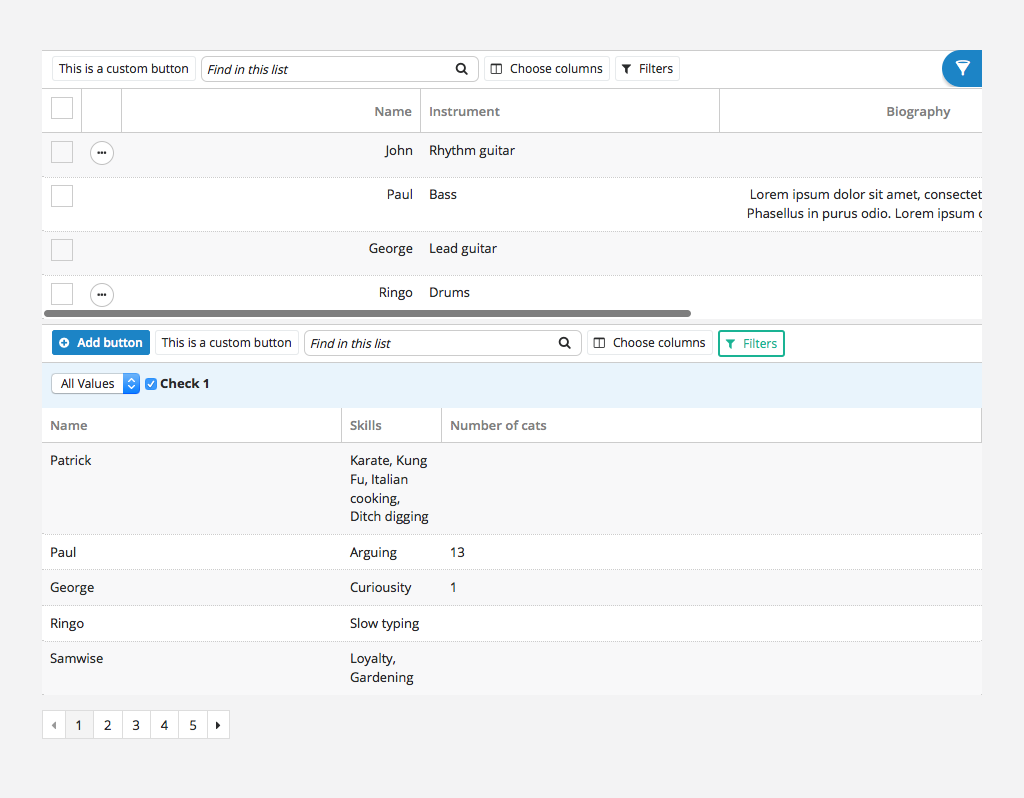 This is a custom button Find in this list Choose columns Filters
Name Instrument Biography
John Rhythm guitar
Paul Bass Lorem ipsum dolor sit amet, consectet
Phasellus in purus odio. Lorem ipsum
George Lead guitar
Ringo Drums
Add button This is a custom button Find in this list Choose columns Filters
All Values Check 1
Name Skills Number of cats
Patrick Karate, Kung
Fu, Italian
cooking,
Ditch digging
Paul Arguing 13
George Curiousity 1
Ringo Slow typing
Samwise Loyalty,
Gardening
1 2 3 4 5